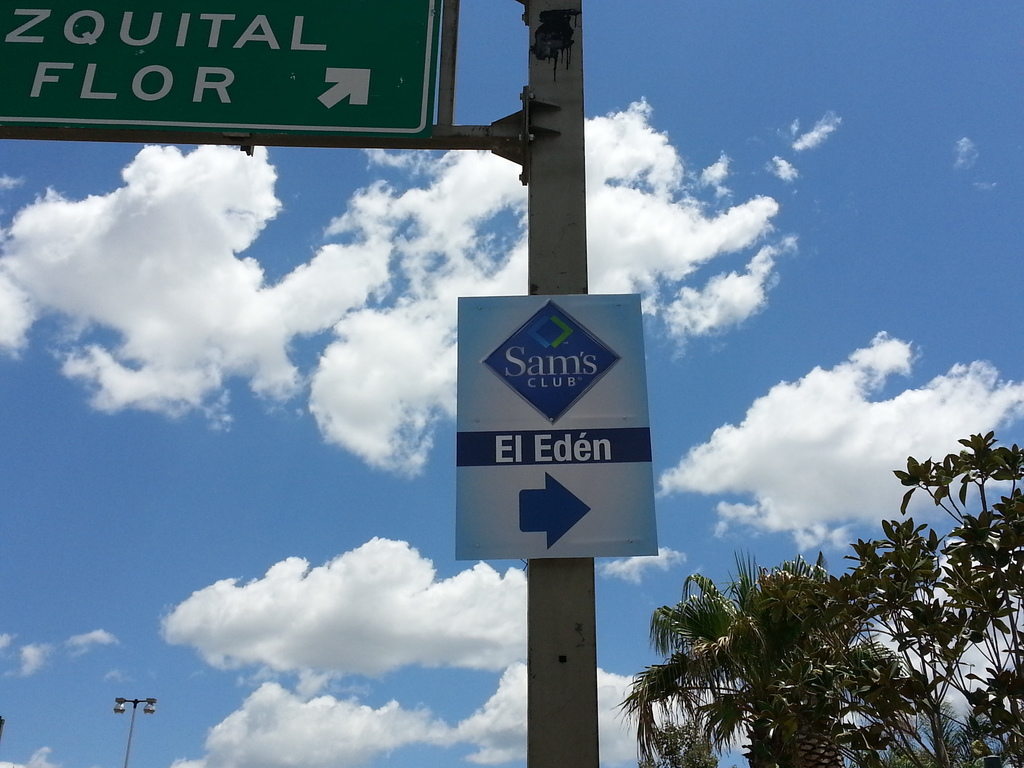 ZQUITAL
FLOR
Sam's
CLUB
El Edén